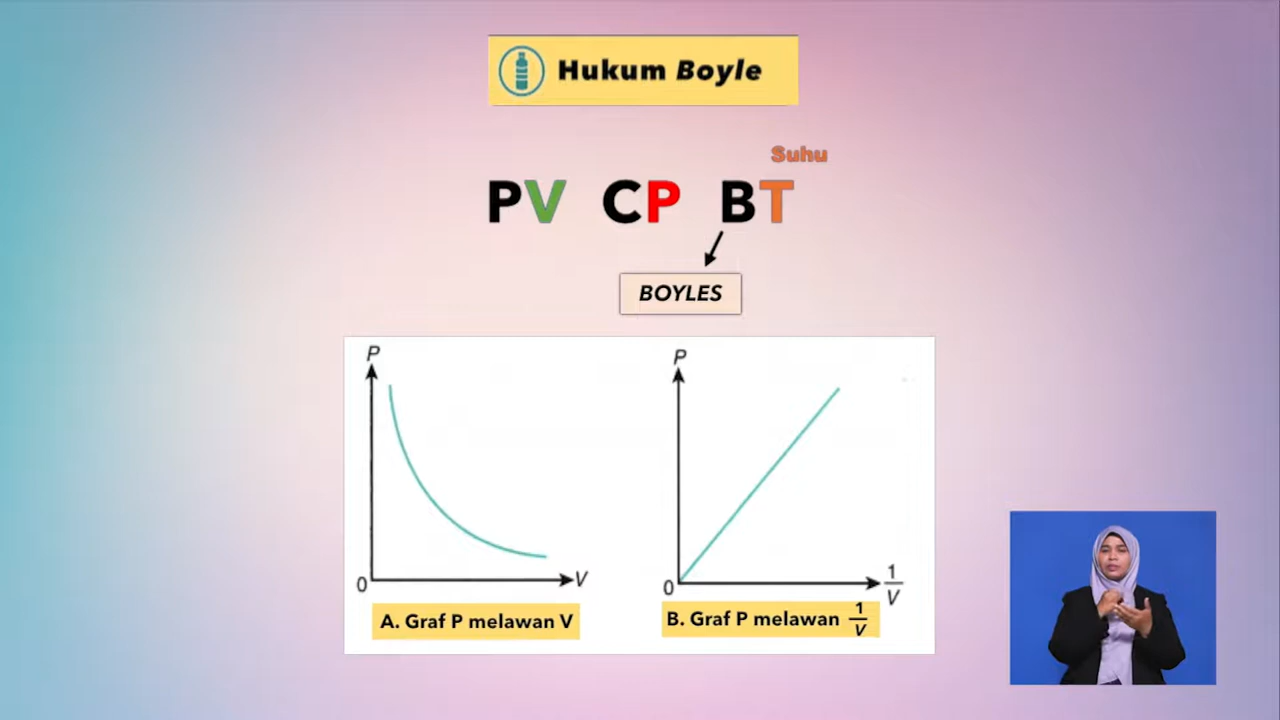 Hukum Boyle
Suhu
PV CP BT
BOYLES
P
0
V
A. Graf P melawan V
P
0
1/V
B. Graf P melawan 1/V